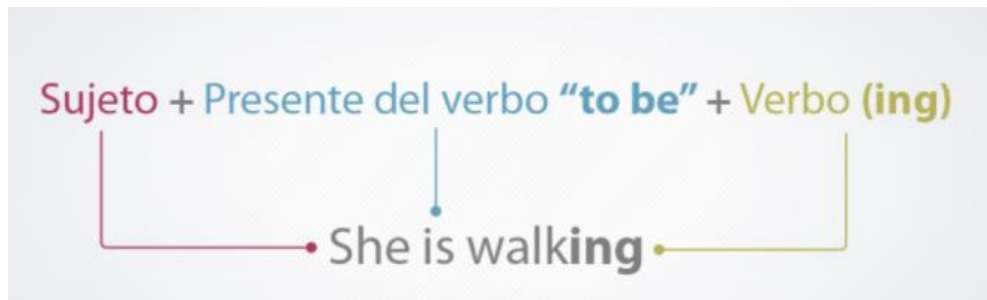 Sujeto + Presente del verbo “to be” + Verbo (ing)
She is walking